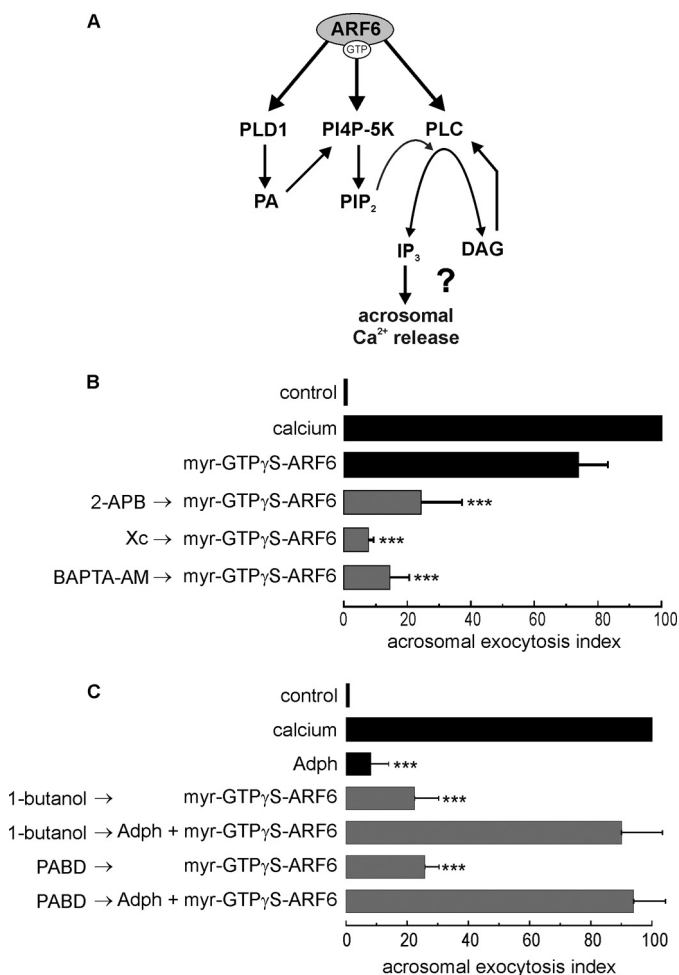 A
ARF6
GTP
PLD1 PI4P-5K PLC
PA PIP₂
IP₃ DAG
?
acrosomal
Ca²⁺ release
B
control
calcium
myr-GTPγS-ARF6
2-APB → myr-GTPγS-ARF6 ***
Xc → myr-GTPγS-ARF6 ***
BAPTA-AM → myr-GTPγS-ARF6 ***
0 20 40 60 80 100
acrosomal exocytosis index
C
control
calcium
Adph ***
1-butanol → myr-GTPγS-ARF6 ***
1-butanol → Adph + myr-GTPγS-ARF6
PABD → myr-GTPγS-ARF6 ***
PABD → Adph + myr-GTPγS-ARF6
0 20 40 60 80 100
acrosomal exocytosis index